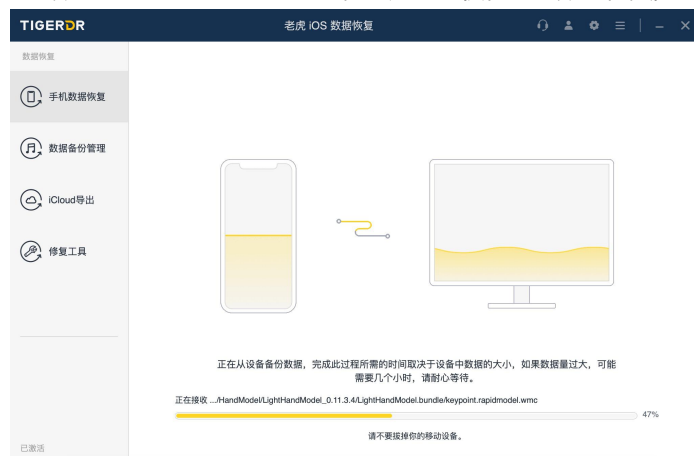 TIGERDR
老虎 iOS 数据恢复
数据恢复
手机数据恢复
数据备份管理
iCloud导出
修复工具
正在从设备备份数据，完成此过程所需的时间取决于设备中数据的大小，如果数据量过大，可能
需要几个小时，请耐心等待。
正在接收 .../HandModel/LightHandModel_0.11.3.4/LightHandModel.bundle/keypoint.rapidmodel.wmc
47%
请不要拔掉你的移动设备。
已激活